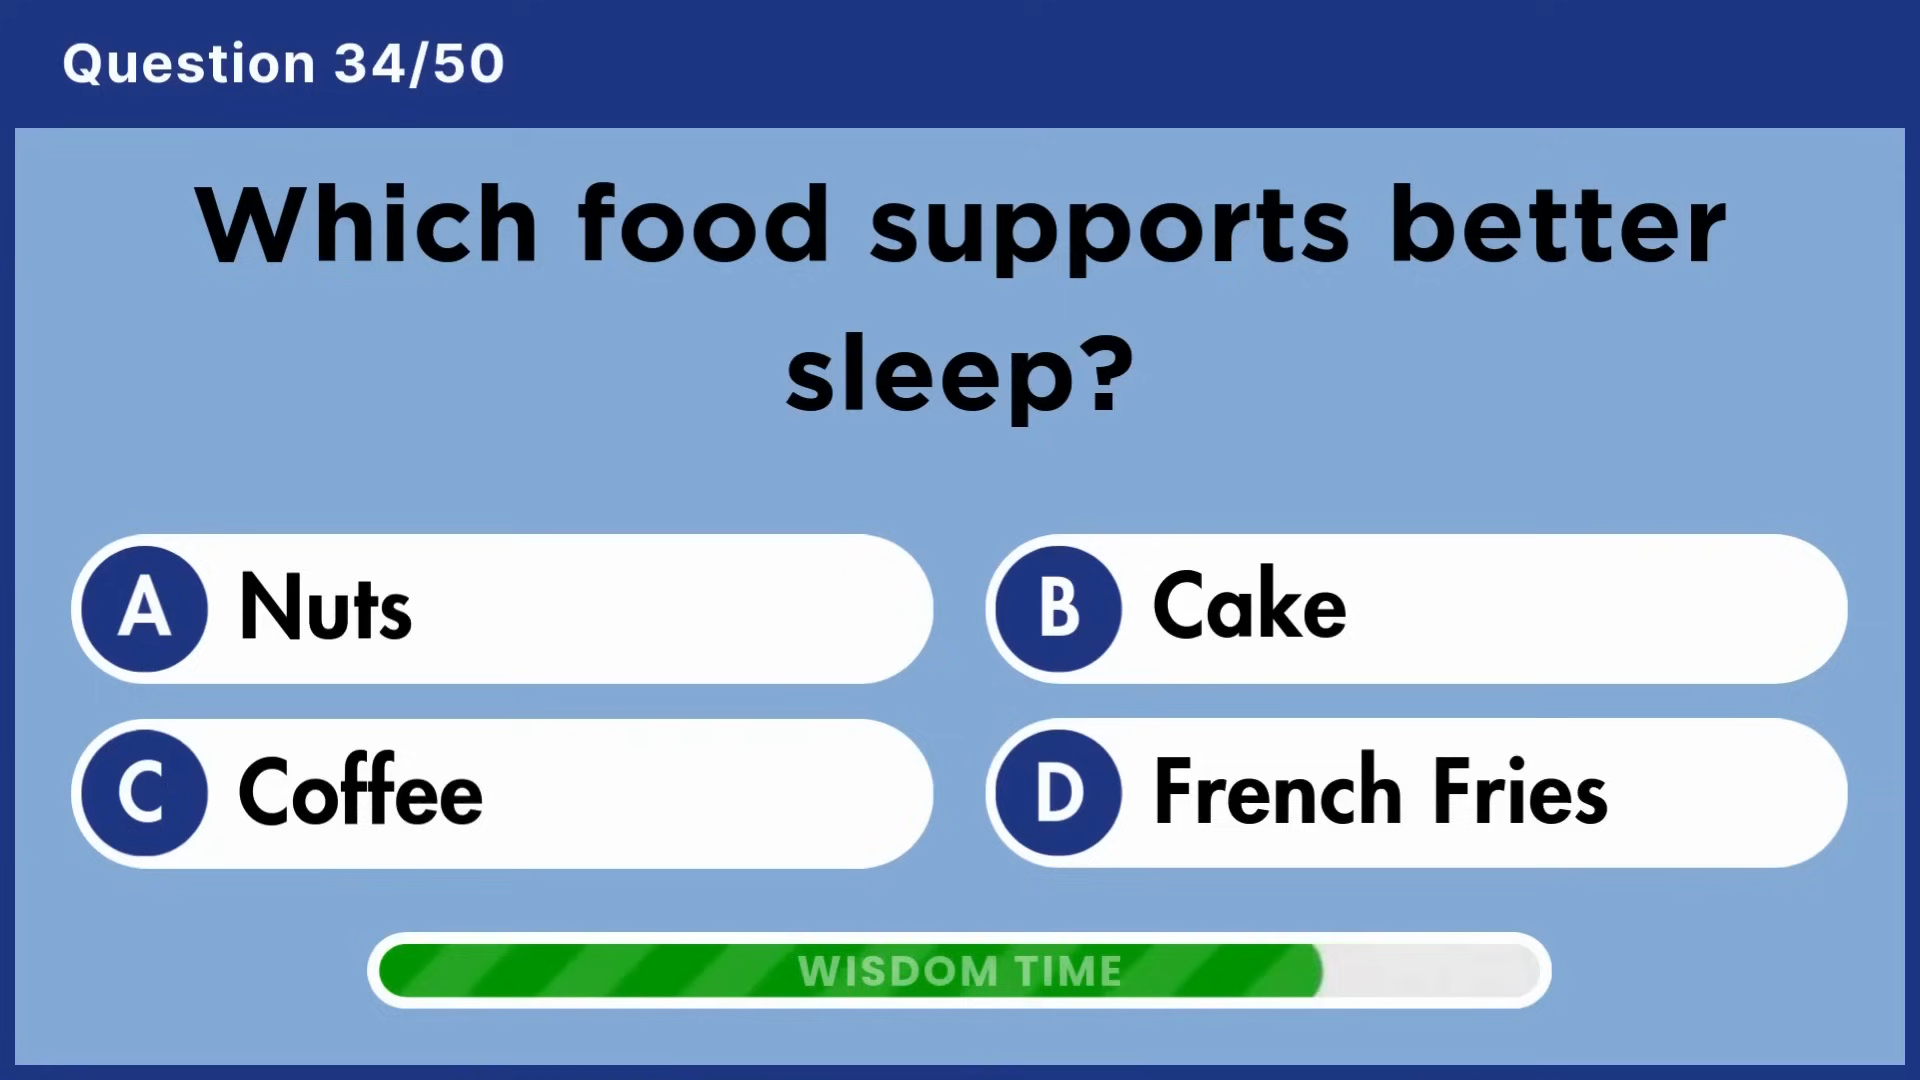 Question 34/50
Which food supports better
sleep?
A Nuts
B Cake
C Coffee
D French Fries
WISDOM TIME